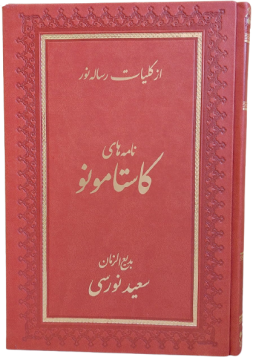 از کلیات رساله نور
نامه های
کاستامونو
بدیع الزمان
سعید نورسی